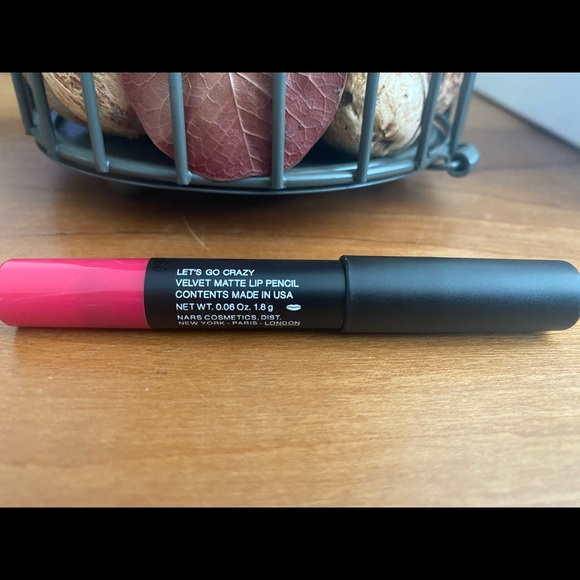 LET'S GO CRAZY
VELVET MATTE LIP PENCIL
CONTENTS MADE IN USA
NET WT. 0.06 Oz. 1.8 g
NARS COSMETICS, DIST.
NEW YORK - PARIS - LONDON